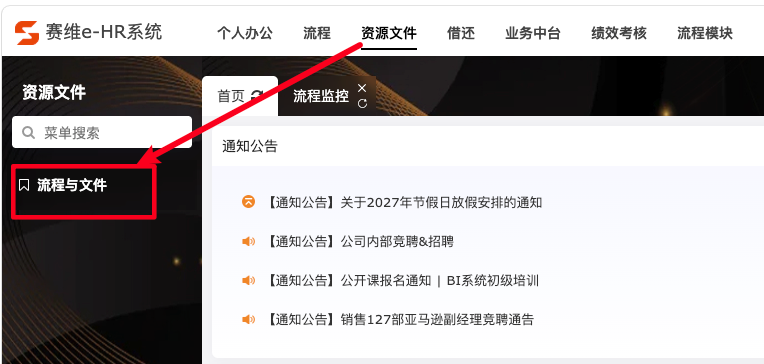 赛维e-HR系统
个人办公 流程 资源文件 借还 业务中台 绩效考核 流程模块
资源文件
首页 流程监控
菜单搜索
通知公告
流程与文件
【通知公告】关于2027年节假日放假安排的通知
【通知公告】公司内部竞聘&招聘
【通知公告】公开课报名通知 | BI系统初级培训
【通知公告】销售127部亚马逊副经理竞聘通告